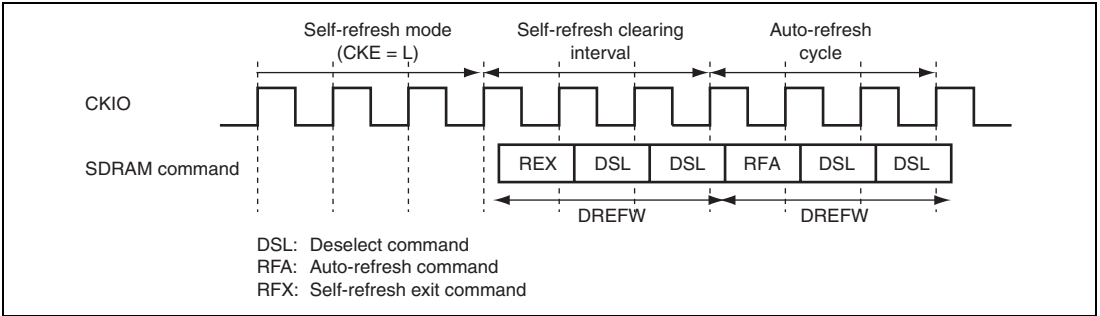 Self-refresh mode
(CKE = L)
Self-refresh clearing
interval
Auto-refresh
cycle
CKIO
SDRAM command
REX DSL DSL RFA DSL DSL
DREFW DREFW
DSL: Deselect command
RFA: Auto-refresh command
RFX: Self-refresh exit command